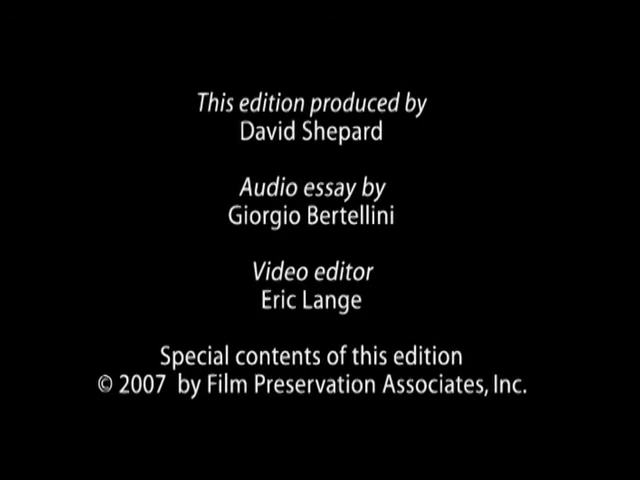 This edition produced by
David Shepard
Audio essay by
Giorgio Bertellini
Video editor
Eric Lange
Special contents of this edition
© 2007 by Film Preservation Associates, Inc.